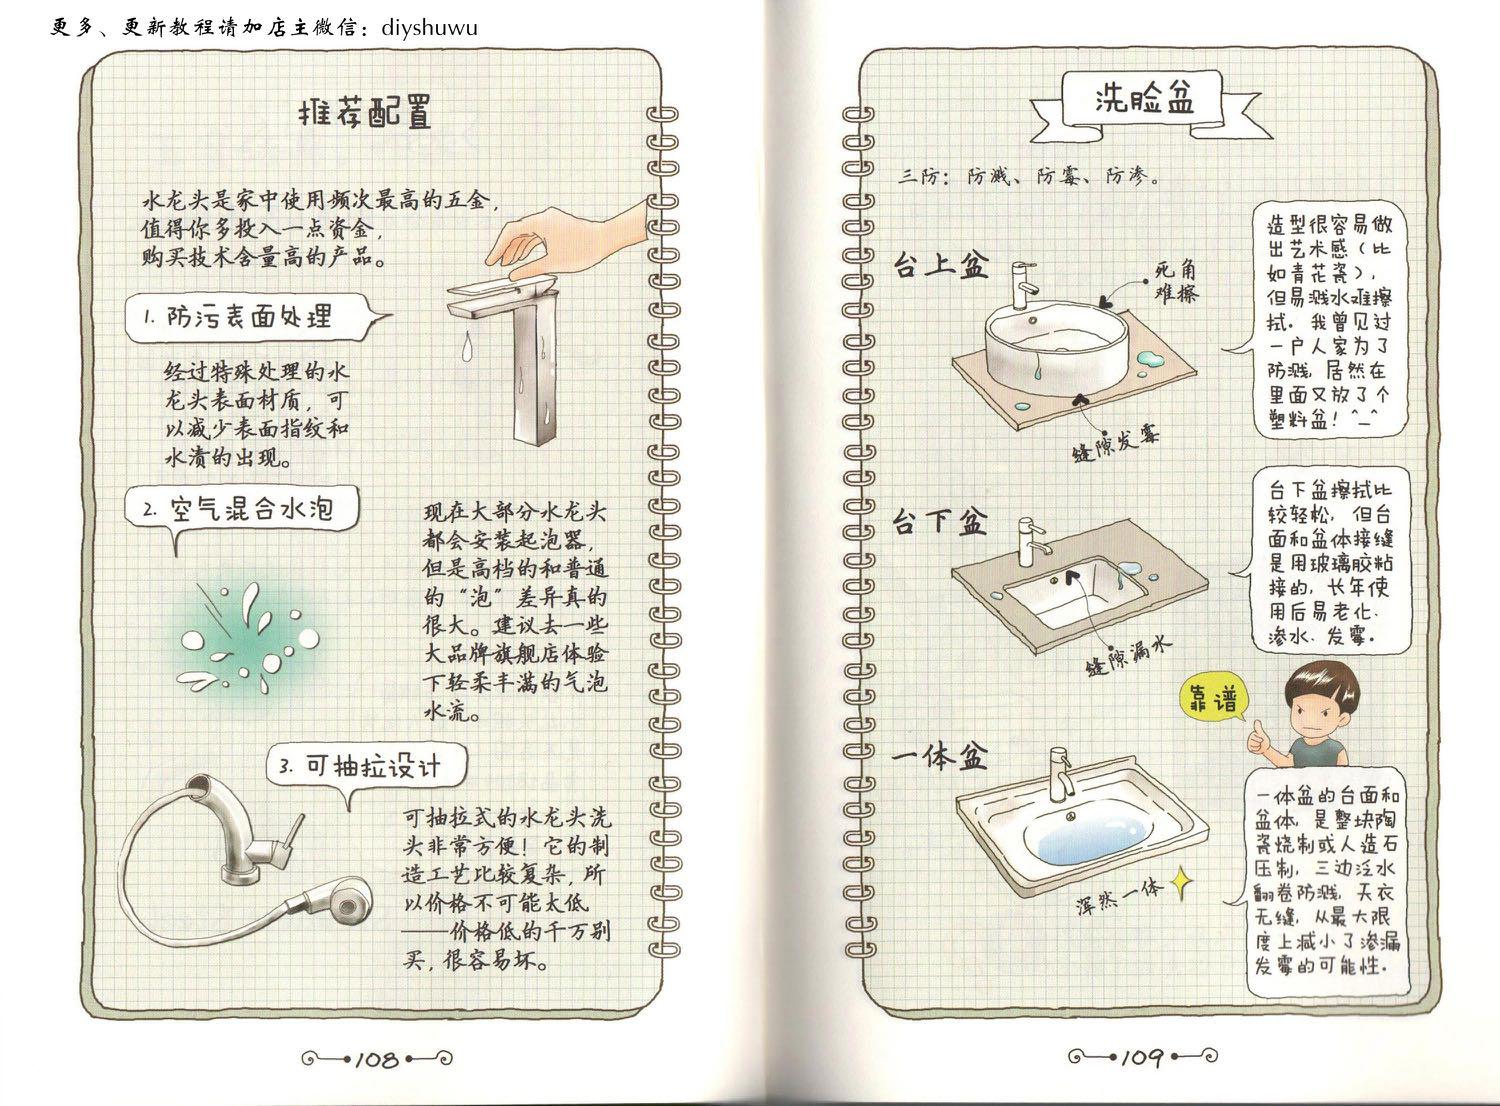 更多、更新教程请加店主微信：diyshuwu
推荐配置
水龙头是家中使用频次最高的五金，
值得你多投入一点资金，
购买技术含量高的产品。
1. 防污表面处理
经过特殊处理的水
龙头表面材质，可
以减少表面指纹和
水渍的出现。
2. 空气混合水泡
现在大部分水龙头
都会安装起泡器，
但是高档的和普通
的“泡”差异真的
很大。建议去一些
大品牌旗舰店体验
下轻柔丰满的气泡
水流。
3. 可抽拉设计
可抽拉式的水龙头洗
头非常方便！它的制
造工艺比较复杂，所
以价格不可能太低
——价格低的千万别
买，很容易坏。
108
洗脸盆
三防：防溅、防霉、防渗。
台上盆
死角
难擦
缝隙发霉
造型很容易做
出艺术感（比
如青花瓷），
但易溅水难擦
拭。我曾见过
一户人家为了
防溅，居然在
里面又放了个
塑料盆！^_^
台下盆
缝隙漏水
台下盆擦拭比
较轻松，但台
面和盆体接缝
是用玻璃胶粘
接的，长年使
用后易老化、
渗水、发霉。
靠谱
一体盆
浑然一体
一体盆的台面和
盆体，是整块陶
瓷烧制或人造石
压制，三边泛水
翻卷防溅，天衣
无缝，从最大限
度上减小了渗漏
发霉的可能性。
109